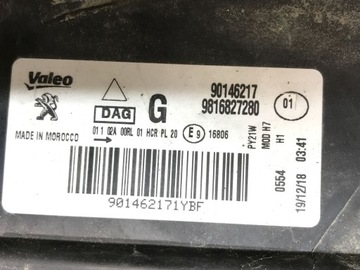 Valeo
90146217
9816827280
01
DAG
G
MADE IN MOROCCO
01 1 02A 00RL 01 HCR PL 20
E9
16806
PY21W
MOD H7
H1
0554
19/12/18 03:41
901462171YBF